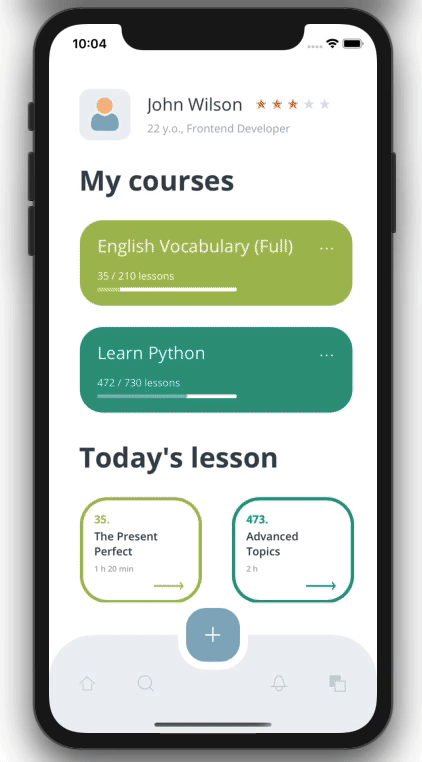 10:04
John Wilson
22 y.o., Frontend Developer
My courses
English Vocabulary (Full)
...
35 / 210 lessons
Learn Python
...
472 / 730 lessons
Today's lesson
35.
The Present
Perfect
1 h 20 min
473.
Advanced
Topics
2 h
+